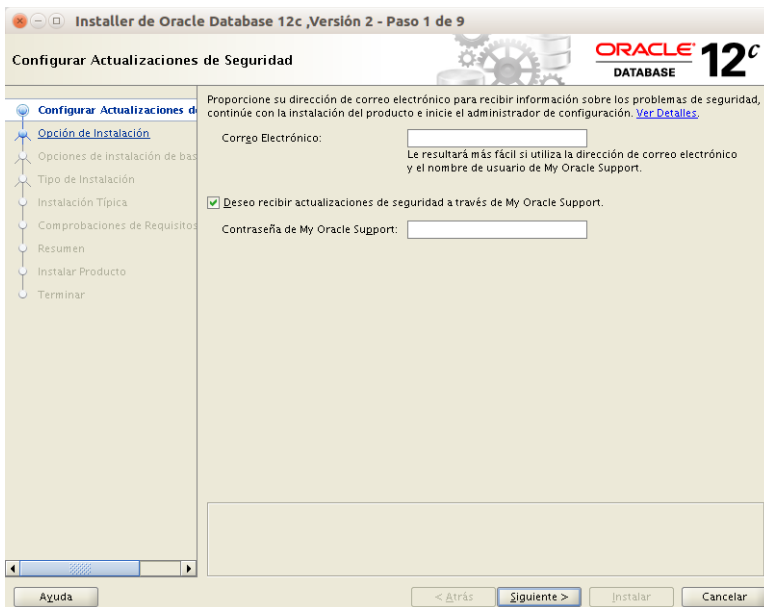 Installer de Oracle Database 12c ,Versión 2 - Paso 1 de 9
Configurar Actualizaciones de Seguridad
ORACLE
DATABASE
12c
Configurar Actualizaciones d
Opción de Instalación
Opciones de instalación de bas
Tipo de Instalación
Instalación Típica
Comprobaciones de Requisitos
Resumen
Instalar Producto
Terminar
Proporcione su dirección de correo electrónico para recibir información sobre los problemas de seguridad,
continúe con la instalación del producto e inicie el administrador de configuración. Ver Detalles.
Correo Electrónico:
Le resultará más fácil si utiliza la dirección de correo electrónico
y el nombre de usuario de My Oracle Support.
Deseo recibir actualizaciones de seguridad a través de My Oracle Support.
Contraseña de My Oracle Support:
Ayuda
< Atrás
Siguiente >
Instalar
Cancelar